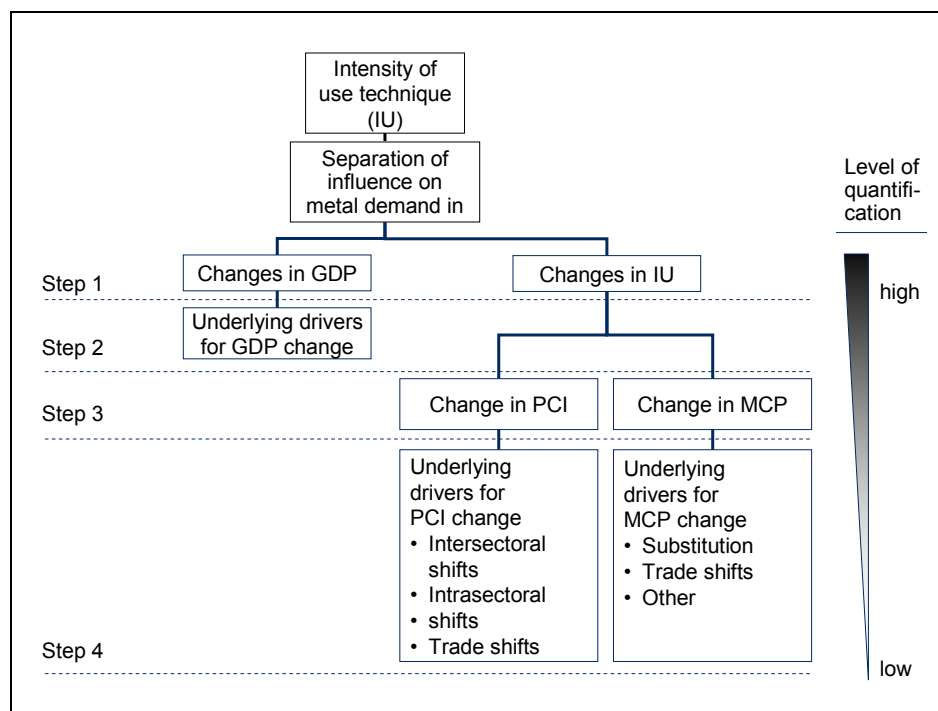 Intensity of
use technique
(IU)
Separation of
influence on
metal demand in
Level of
quantifi-
cation
Step 1
Changes in GDP
Changes in IU
high
Step 2
Underlying drivers
for GDP change
Step 3
Change in PCI
Change in MCP
Underlying
drivers for
PCI change
• Intersectoral
shifts
• Intrasectoral
• shifts
• Trade shifts
Underlying
drivers for
MCP change
• Substitution
• Trade shifts
• Other
Step 4
low